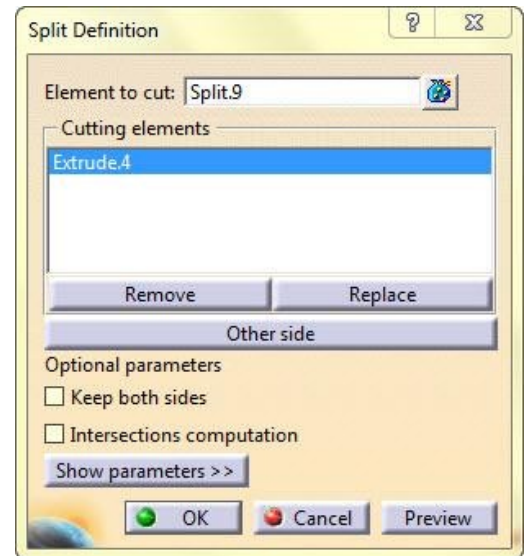 Split Definition
Element to cut: Split.9
Cutting elements
Extrude.4
Remove Replace
Other side
Optional parameters
Keep both sides
Intersections computation
Show parameters >>
OK Cancel Preview